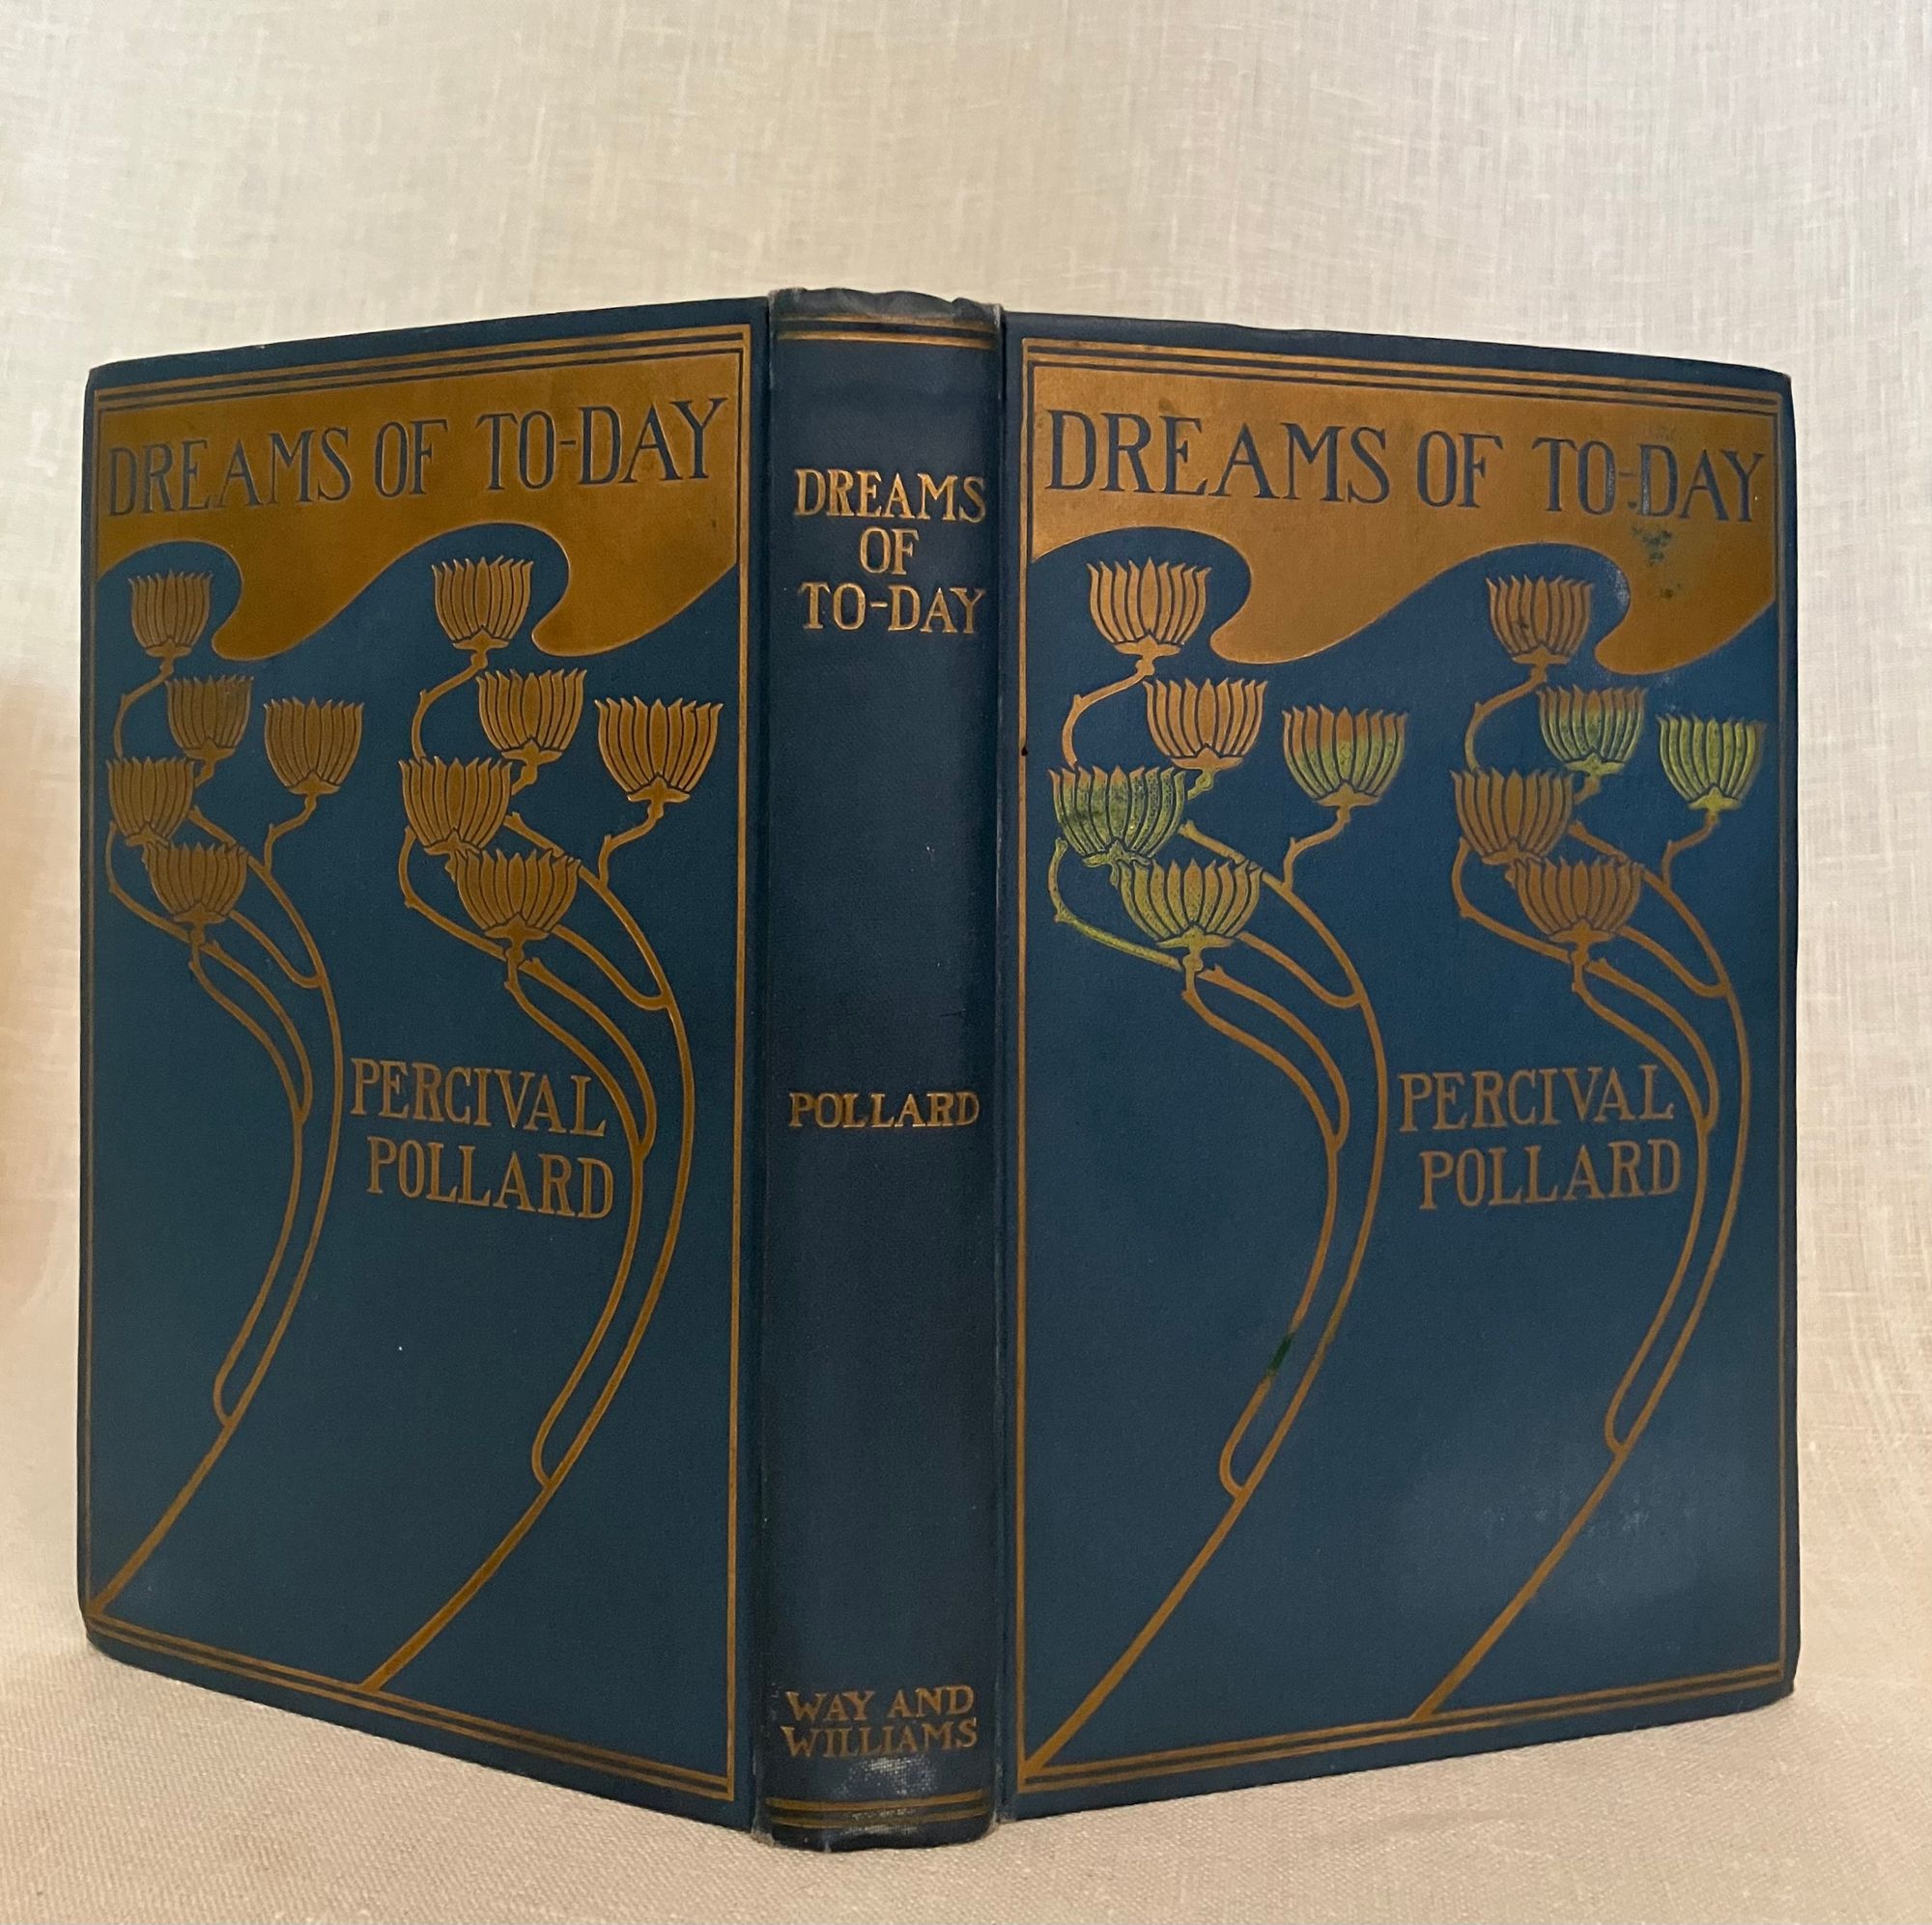 DREAMS OF TO-DAY
PERCIVAL
POLLARD
DREAMS
OF
TO-DAY
POLLARD
WAY AND
WILLIAMS
DREAMS OF TO-DAY
PERCIVAL
POLLARD